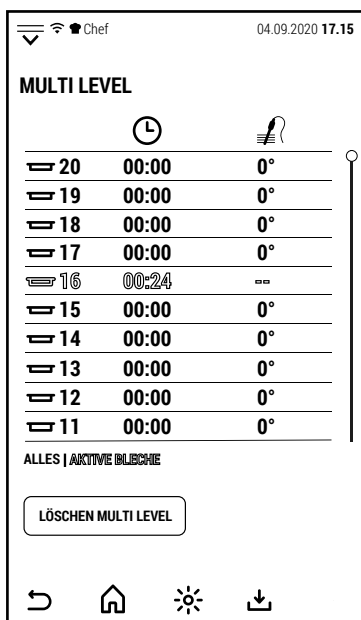 Chef 04.09.2020 17.15
MULTI LEVEL
20 00:00 0°
19 00:00 0°
18 00:00 0°
17 00:00 0°
16 00:24 --
15 00:00 0°
14 00:00 0°
13 00:00 0°
12 00:00 0°
11 00:00 0°
ALLES | AKTIVE BLECHE
LÖSCHEN MULTI LEVEL